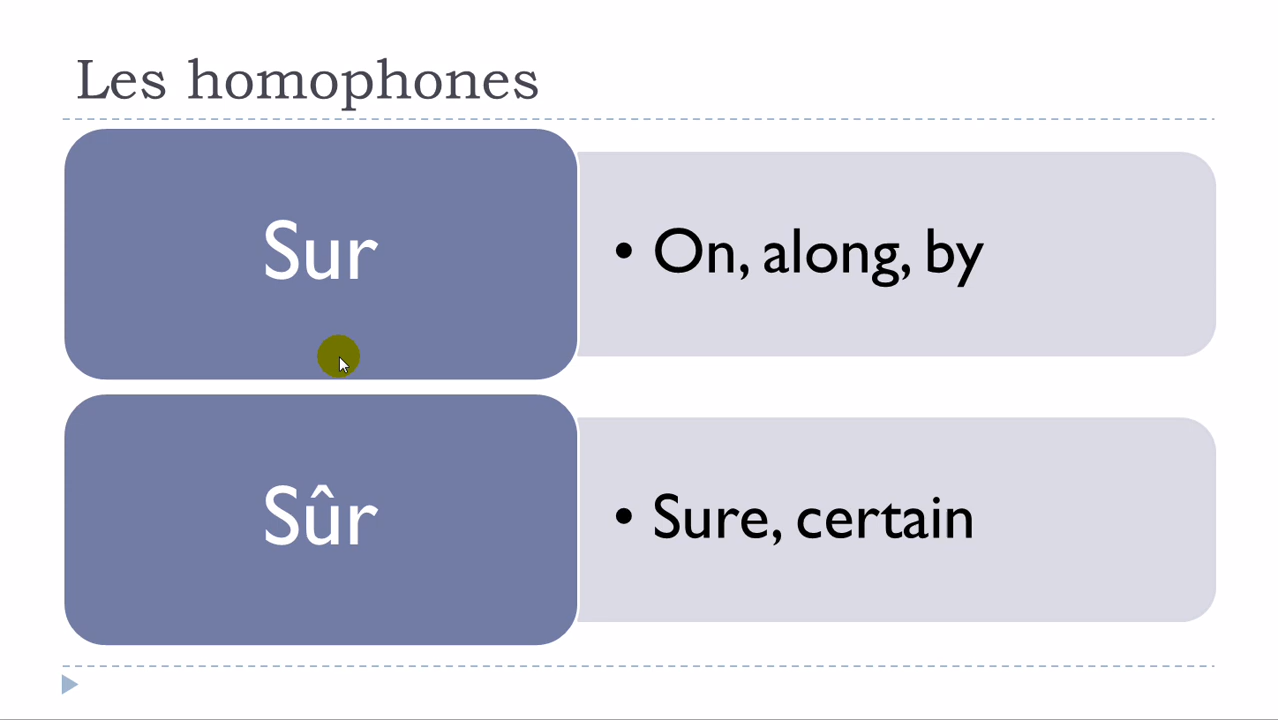 Les homophones
Sur
• On, along, by
Sûr
• Sure, certain